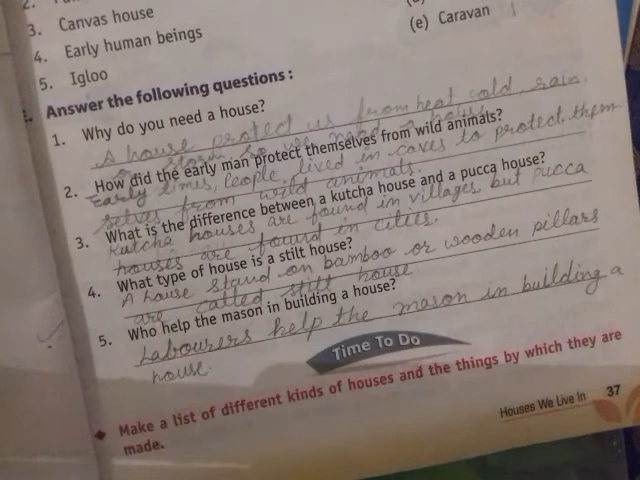 3. Canvas house
4. Early human beings
(e) Caravan
5. Igloo
Answer the following questions :
1. Why do you need a house?
A house protect us from heat cold, rain,
storm so we need a house.
2. How did the early man protect themselves from wild animals?
Early times, People lived in caves to protect them
selves from wild animals.
3. What is the difference between a kutcha house and a pucca house?
Kutcha houses are found in villages but pucca
houses are found in cities.
4. What type of house is a stilt house?
A house stand on bamboo or wooden pillars
are called stilt house
5. Who help the mason in building a house?
Labourers help the mason in building a
house.
Time To Do
Make a list of different kinds of houses and the things by which they are
made.
Houses We Live In 37